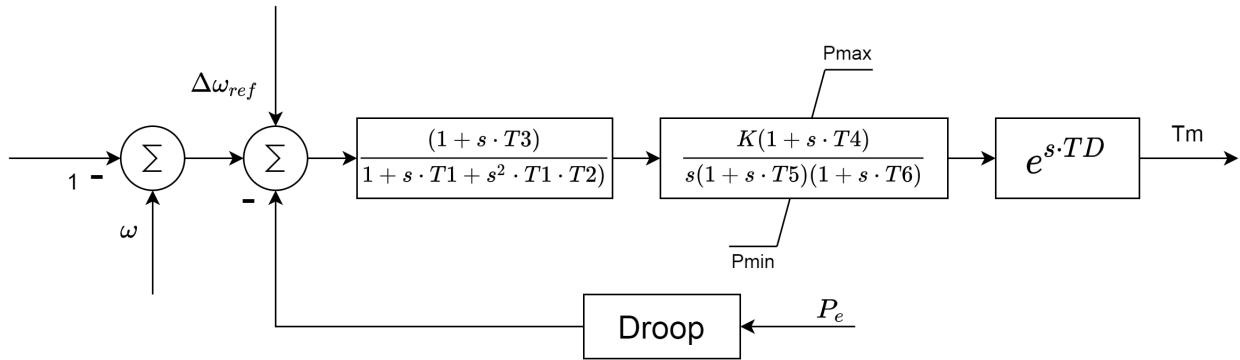 Pmax
Δω_ref
Σ
Σ
(1 + s · T3)
1 + s · T1 + s² · T1 · T2)
K(1 + s · T4)
s(1 + s · T5)(1 + s · T6)
e^{s·TD}
Tm
1 -
-
ω
Pmin
Droop
P_e